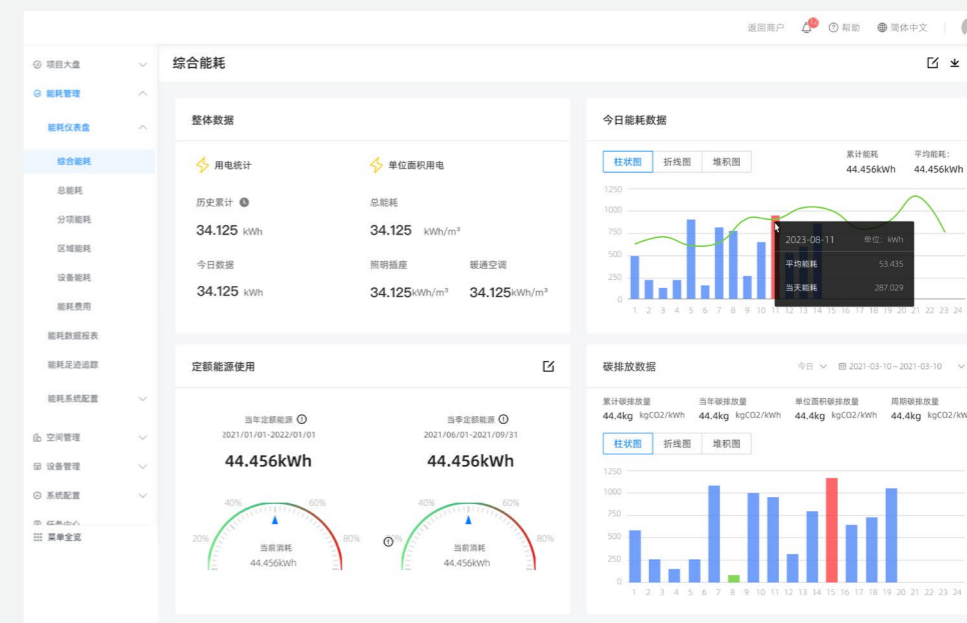 返回商户 14 帮助 简体中文
项目大盘
能耗管理
能耗仪表盘
综合能耗
总能耗
分项能耗
区域能耗
设备能耗
能耗费用
能耗数据报表
能耗足迹追踪
能耗系统配置
空间管理
设备管理
系统配置
任务中心
菜单全览
综合能耗
整体数据
用电统计 单位面积用电
历史累计 总能耗
34.125 kWh 34.125 kWh/m³
今日数据 照明插座 暖通空调
34.125 kWh 34.125kWh/m³ 34.125kWh/m³
今日能耗数据
柱状图 折线图 堆积图
累计能耗 平均能耗:
44.456kWh 44.456kWh
1250
1000
750
500
250
0
1 2 3 4 5 6 7 8 9 10 11 12 13 14 15 16 17 18 19 20 21 22 23 24
2023-08-11 单位: kWh
平均能耗 53.435
当天能耗 287.029
定额能源使用
当年定额能源
2021/01/01-2022/01/01
44.456kWh
20% 40% 60% 80%
当前消耗
44.456kWh
当季定额能源
2021/06/01-2021/09/31
44.456kWh
40% 60% 80%
当前消耗
44.456kWh
碳排放数据
今日 2021-03-10~2021-03-10
累计碳排放量 当年碳排放量 单位面积碳排放量 周期碳排放量
44.4kg kgCO2/kWh 44.4kg kgCO2/kWh 44.4kg kgCO2/kWh 44.4kg kgCO2/kW
柱状图 折线图 堆积图
1250
1000
750
500
250
0
1 2 3 4 5 6 7 8 9 10 11 12 13 14 15 16 17 18 19 20 21 22 23 24